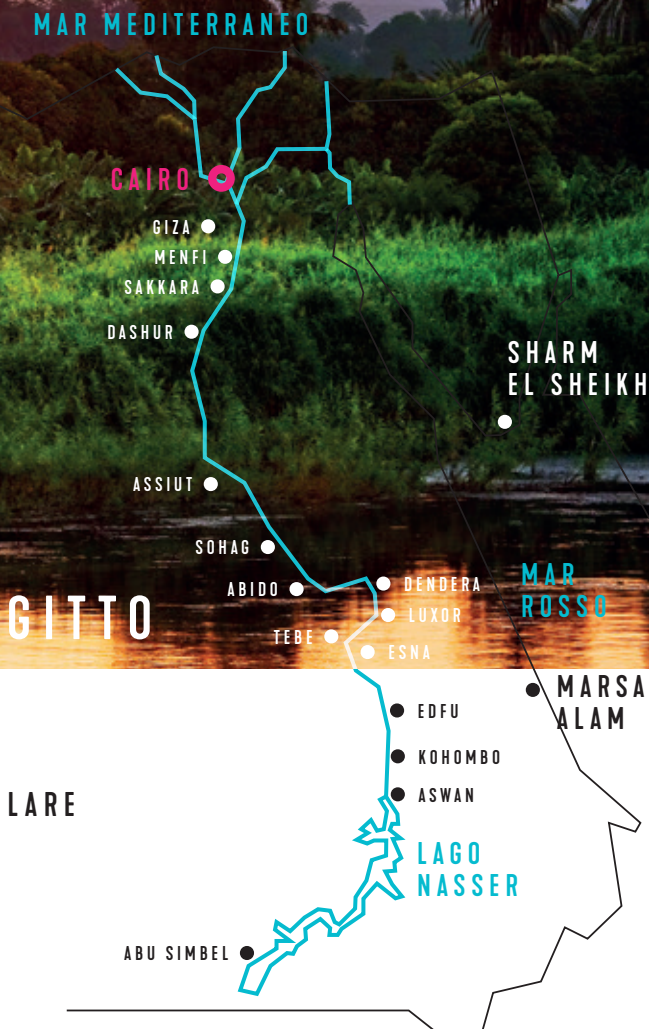 MAR MEDITERRANEO
CAIRO
GIZA
MENFI
SAKKARA
DASHUR
SHARM
EL SHEIKH
ASSIUT
SOHAG
ABIDO
DENDERA
MAR
ROSSO
GITTO
LUXOR
TEBE
ESNA
MARSA
ALAM
EDFU
KOHOMBO
ASWAN
LARE
LAGO
NASSER
ABU SIMBEL